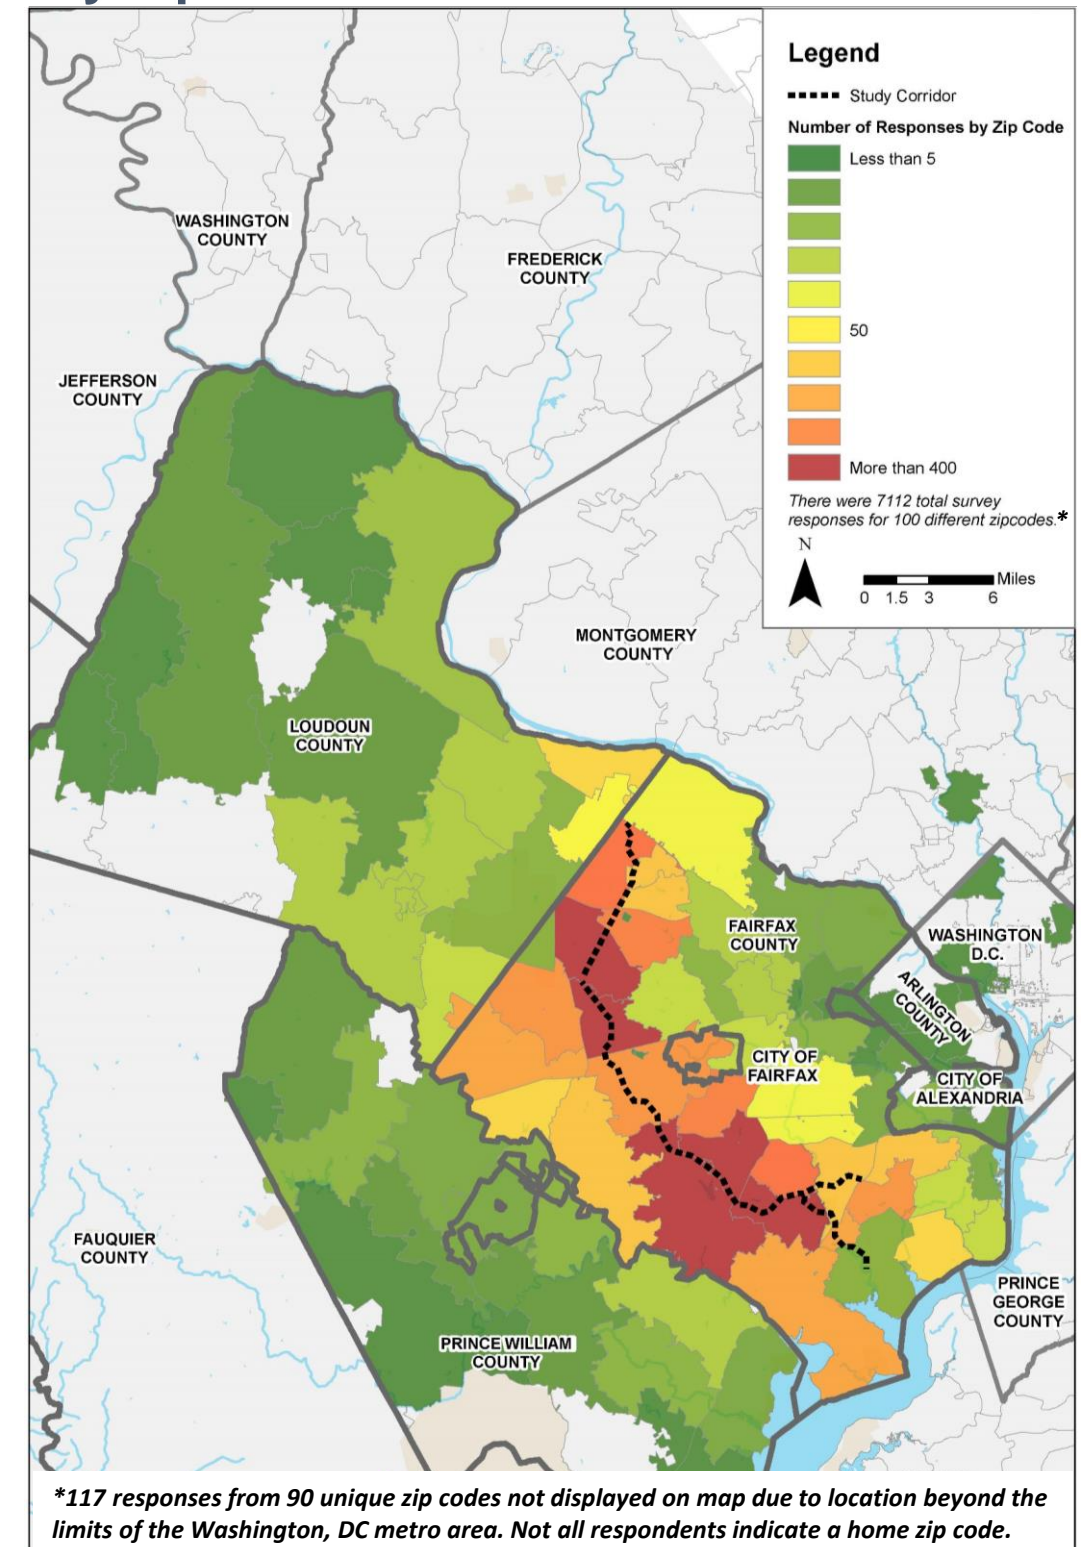 Legend
Study Corridor
Number of Responses by Zip Code
Less than 5
50
More than 400
There were 7112 total survey
responses for 100 different zipcodes.*
N
Miles
0 1.5 3 6
WASHINGTON
COUNTY
FREDERICK
COUNTY
JEFFERSON
COUNTY
MONTGOMERY
COUNTY
LOUDOUN
COUNTY
FAIRFAX
COUNTY
WASHINGTON
D.C.
ARLINGTON
COUNTY
CITY OF
FAIRFAX
CITY OF
ALEXANDRIA
FAUQUIER
COUNTY
PRINCE
GEORGE
COUNTY
PRINCE WILLIAM
COUNTY
*117 responses from 90 unique zip codes not displayed on map due to location beyond the
limits of the Washington, DC metro area. Not all respondents indicate a home zip code.